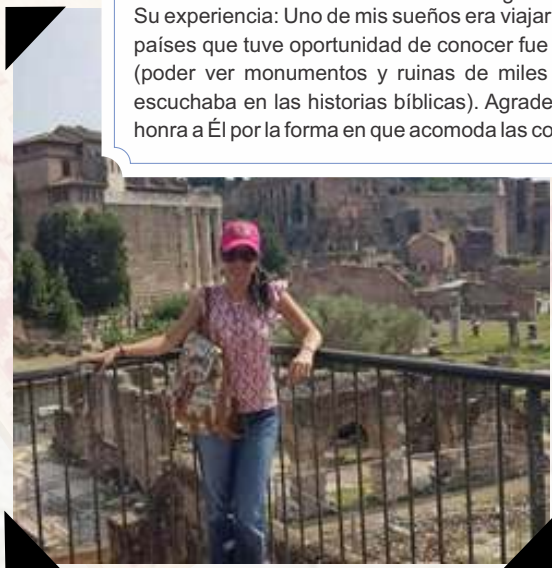 Su experiencia: Uno de mis sueños era viajar
países que tuve oportunidad de conocer fue
(poder ver monumentos y ruinas de miles
escuchaba en las historias bíblicas). Agrade
honra a Él por la forma en que acomoda las co